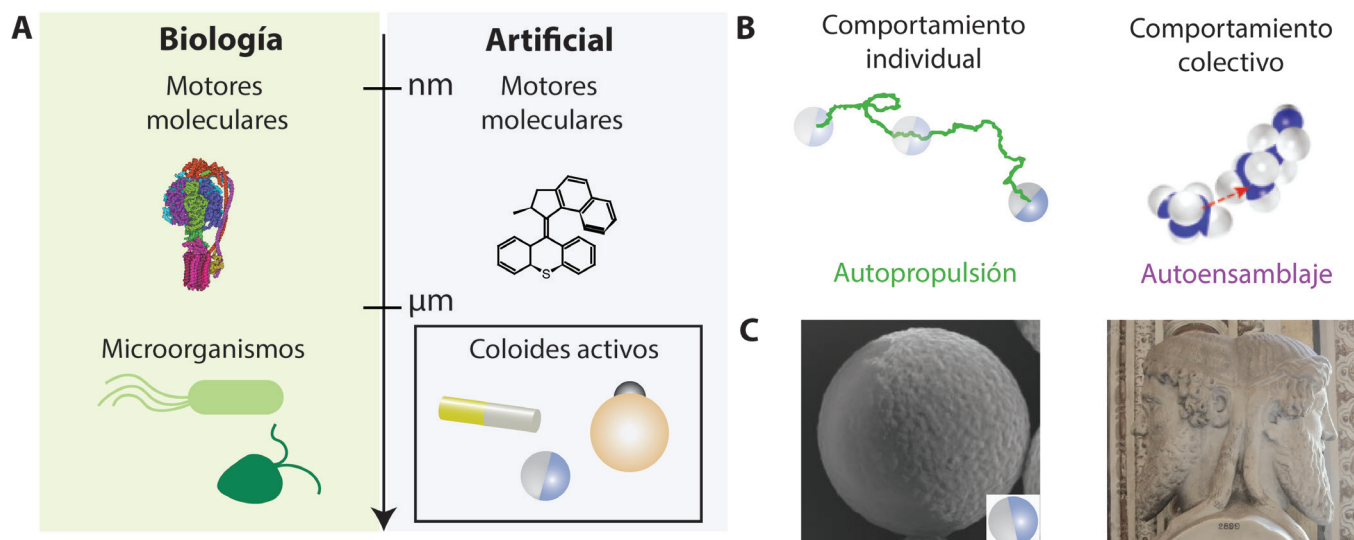 A
Biología
Artificial
Motores
moleculares
nm
Motores
moleculares
S
µm
Microorganismos
Coloides activos
B
Comportamiento
individual
Comportamiento
colectivo
Autopropulsión
Autoensamblaje
C